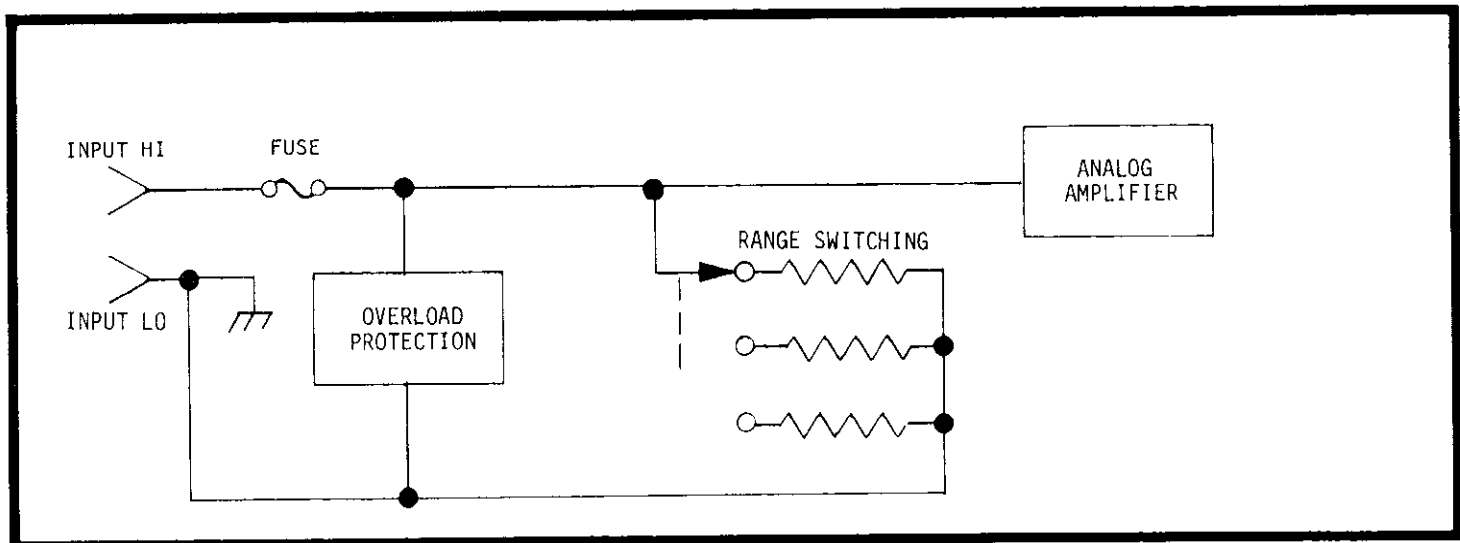 INPUT HI
FUSE
ANALOG
AMPLIFIER
RANGE SWITCHING
INPUT LO
OVERLOAD
PROTECTION